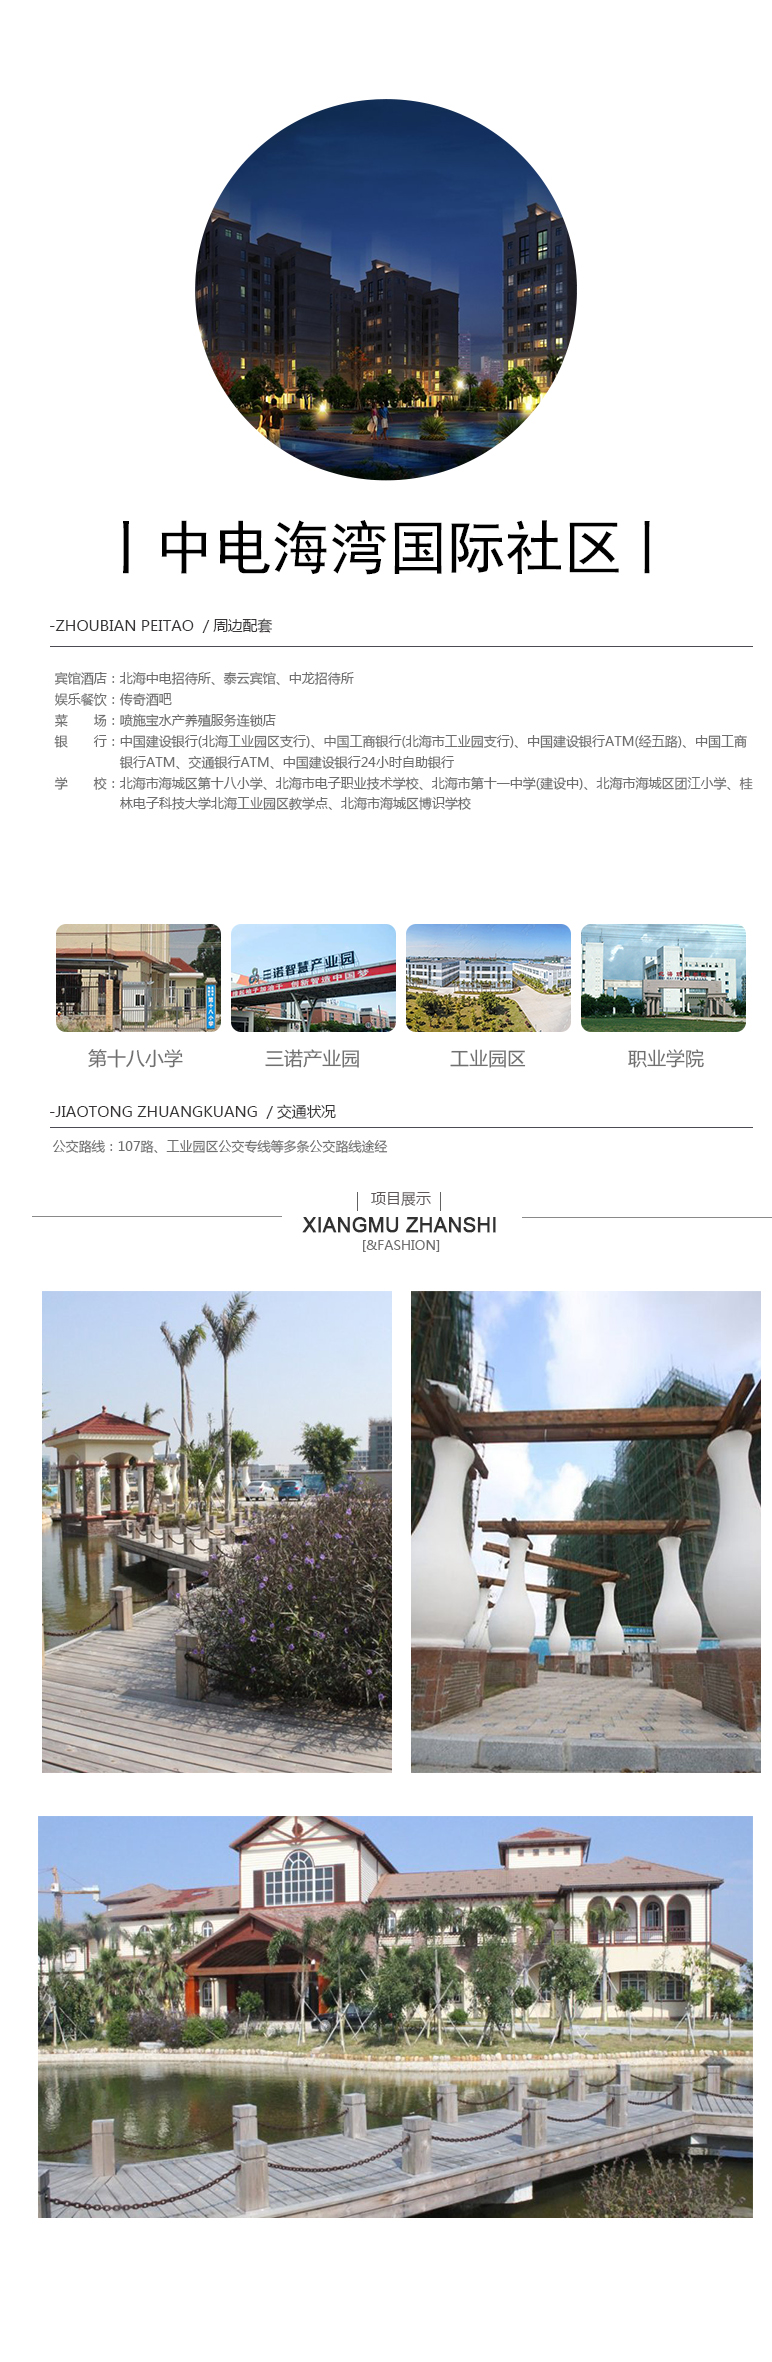 中电海湾国际社区
-ZHOUBIAN PEITAO / 周边配套
宾馆酒店：北海中电招待所、泰云宾馆、中龙招待所
娱乐餐饮：传奇酒吧
菜 场：喷施宝水产养殖服务连锁店
银 行：中国建设银行(北海工业园区支行)、中国工商银行(北海市工业园支行)、中国建设银行ATM(经五路)、中国工商
银行ATM、交通银行ATM、中国建设银行24小时自助银行
学 校：北海市海城区第十八小学、北海市电子职业技术学校、北海市第十一中学(建设中)、北海市海城区团江小学、桂
林电子科技大学北海工业园区教学点、北海市海城区博识学校
三诺智慧产业园
创新智造中国梦
第十八小学
第十八小学
三诺产业园
工业园区
职业学院
-JIAOTONG ZHUANGKUANG / 交通状况
公交路线：107路、工业园区公交专线等多条公交路线途经
项目展示
XIANGMU ZHANSHI
[&FASHION]